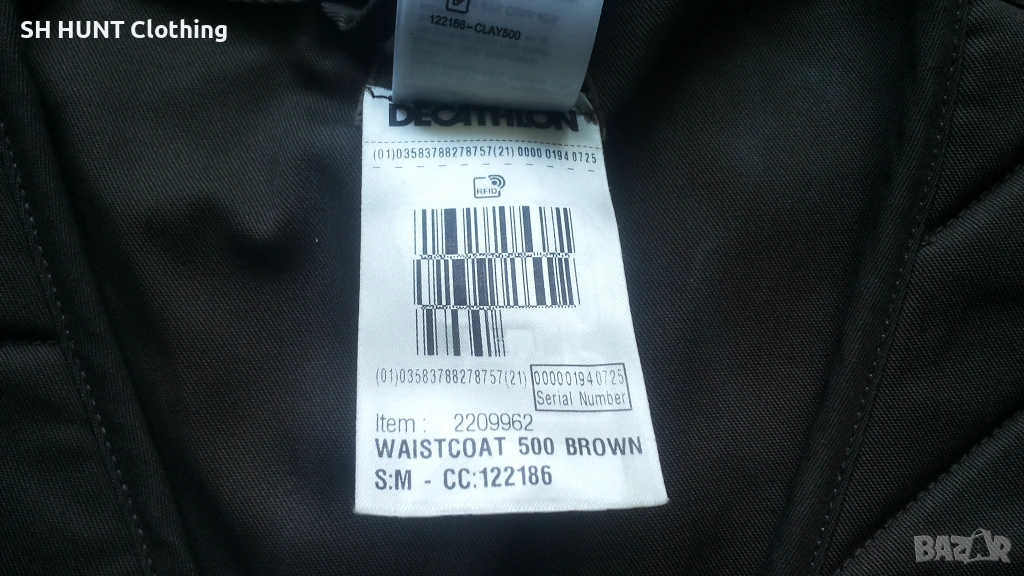 SH HUNT Clothing
122186-CLAY500
DECATHLON
(01)03583788278757(21) 0000 0194 0725
RFID
(01)03583788278757(21) 000001940725
Serial Number
Item : 2209962
WAISTCOAT 500 BROWN
S:M - CC:122186
BAZAR